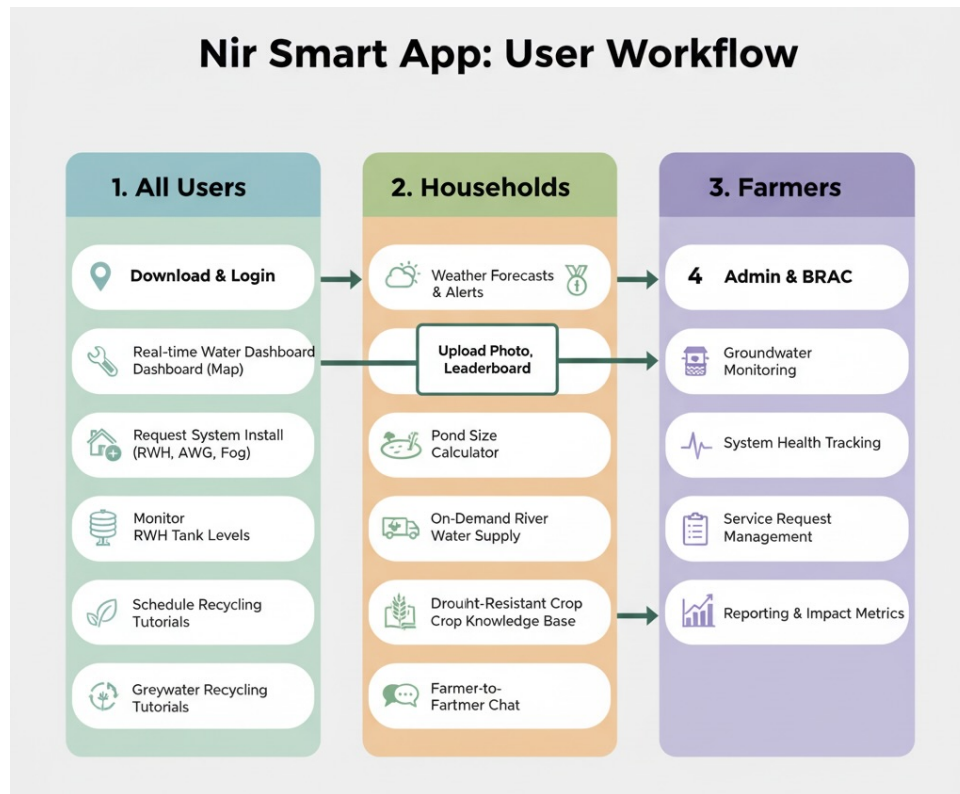 Nir Smart App: User Workflow
1. All Users
Download & Login
Real-time Water Dashboard
Dashboard (Map)
Request System Install
(RWH, AWG, Fog)
Monitor
RWH Tank Levels
Schedule Recycling
Tutorials
Greywater Recycling
Tutorials
2. Households
Weather Forecasts
& Alerts
1
Upload Photo,
Leaderboard
Pond Size
Calculator
On-Demand River
Water Supply
Drouiht-Resistant Crop
Crop Knowledge Base
Farmer-to-
Fartmer Chat
3. Farmers
4 Admin & BRAC
Groundwater
Monitoring
System Health Tracking
Service Request
Management
Reporting & Impact Metrics